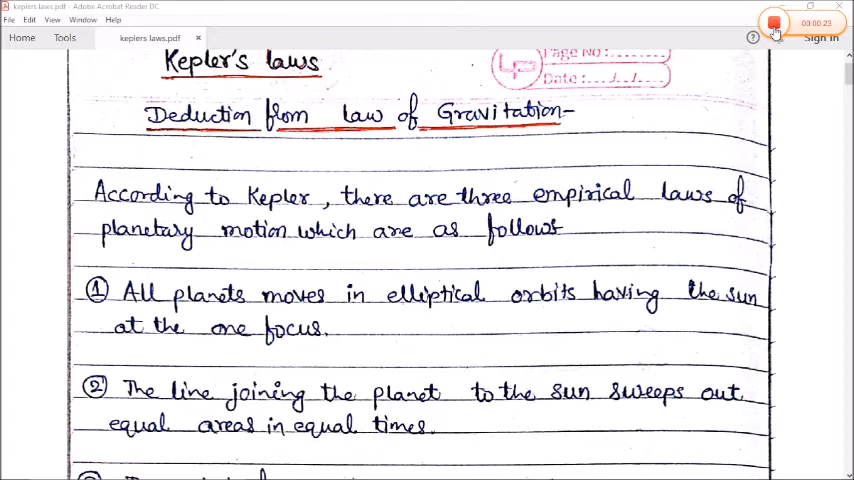 keplers laws.pdf - Adobe Acrobat Reader DC
File Edit View Window Help
00:00:23
Home Tools keplers laws.pdf × ? Sign In
Kepler's laws
Page No:
Date: .../.../
Deduction from law of Gravitation-
According to Kepler, there are three empirical laws of
planetary motion which are as follows
① All planets moves in elliptical orbits having the sun
at the one focus.
② The line joining the planet to the sun sweeps out
equal areas in equal times.